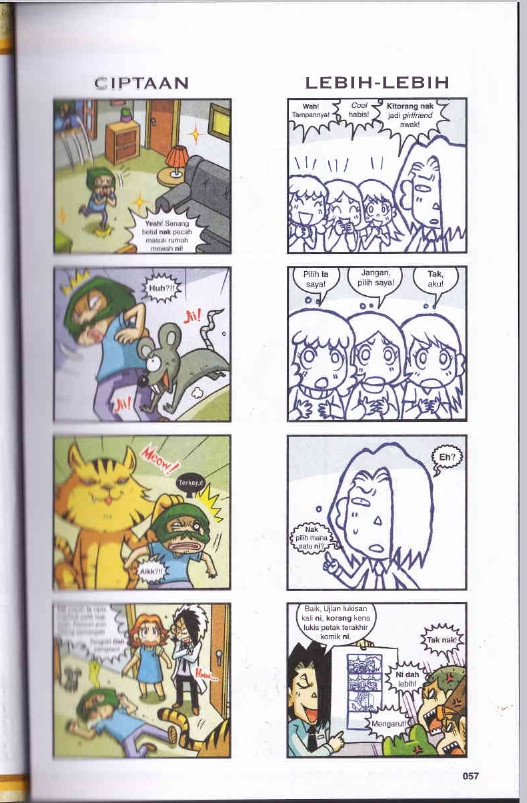 CIPTAAN
Yeah! Senang
betul nak pecah
masuk rumah
mewah ni!
Huh?!!
Jii!
Jii!
Meow!
Terkejut
Aikk?!!
LEBIH-LEBIH
Wah!
Tampannya!
Cool
habis!
Kitorang nak
jadi girlfriend
awak!
Pilih la
saya!
Jangan,
pilih saya!
Tak,
aku!
Eh?
Nak
pilih mana
satu ni?
Baik, Ujian lukisan
kali ni, korang kena
lukis petak terakhir
komik ni.
Tak nak!
Ni dah
lebih!
Mengarut!
057